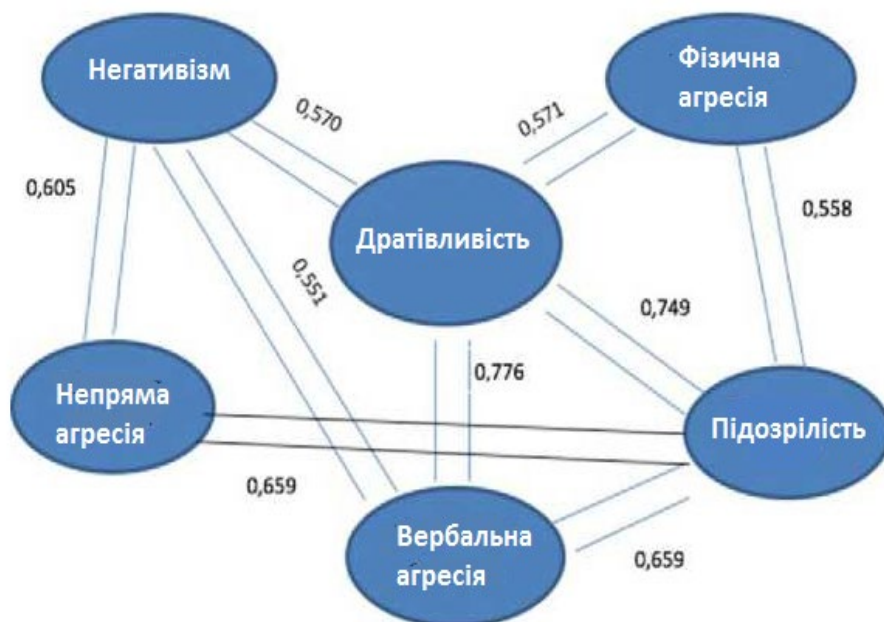 Негативізм
Фізична
агресія
0,570
0,571
0,605
0,558
Дратівливість
0,551
0,749
0,776
Непряма
агресія
Підозрілість
0,659
Вербальна
агресія
0,659